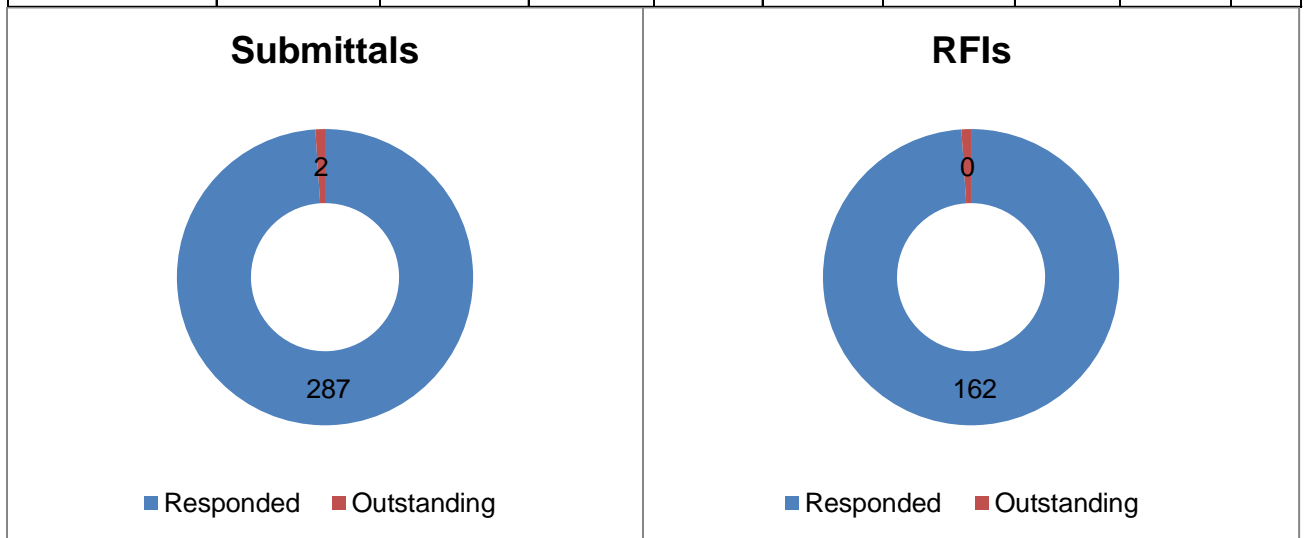 Submittals
2
287
Responded Outstanding
RFIs
0
162
Responded Outstanding